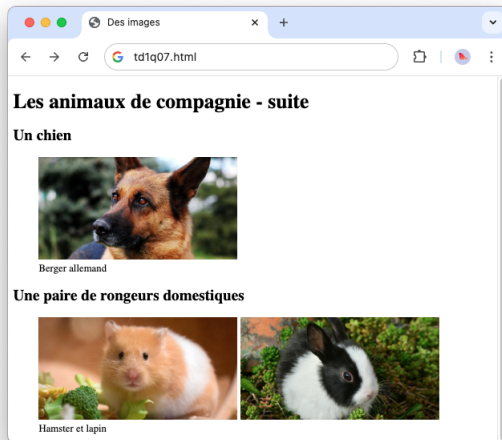 Des images
td1q07.html
Les animaux de compagnie - suite
Un chien
Berger allemand
Une paire de rongeurs domestiques
Hamster et lapin